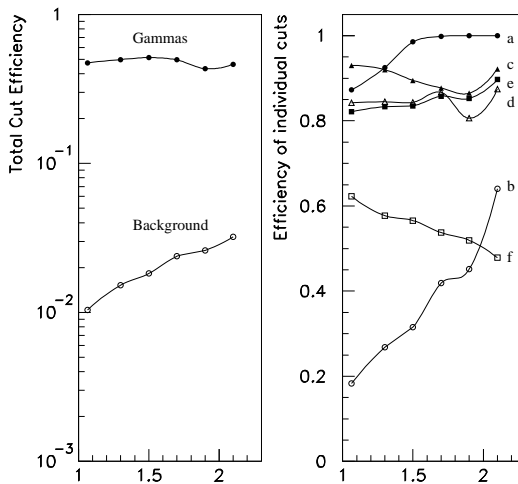 Total Cut Efficiency
1
10⁻¹
10⁻²
10⁻³
Gammas
Background
1 1.5 2
Efficiency of individual cuts
1
0.8
0.6
0.4
0.2
0
a
c
e
d
b
f
1 1.5 2